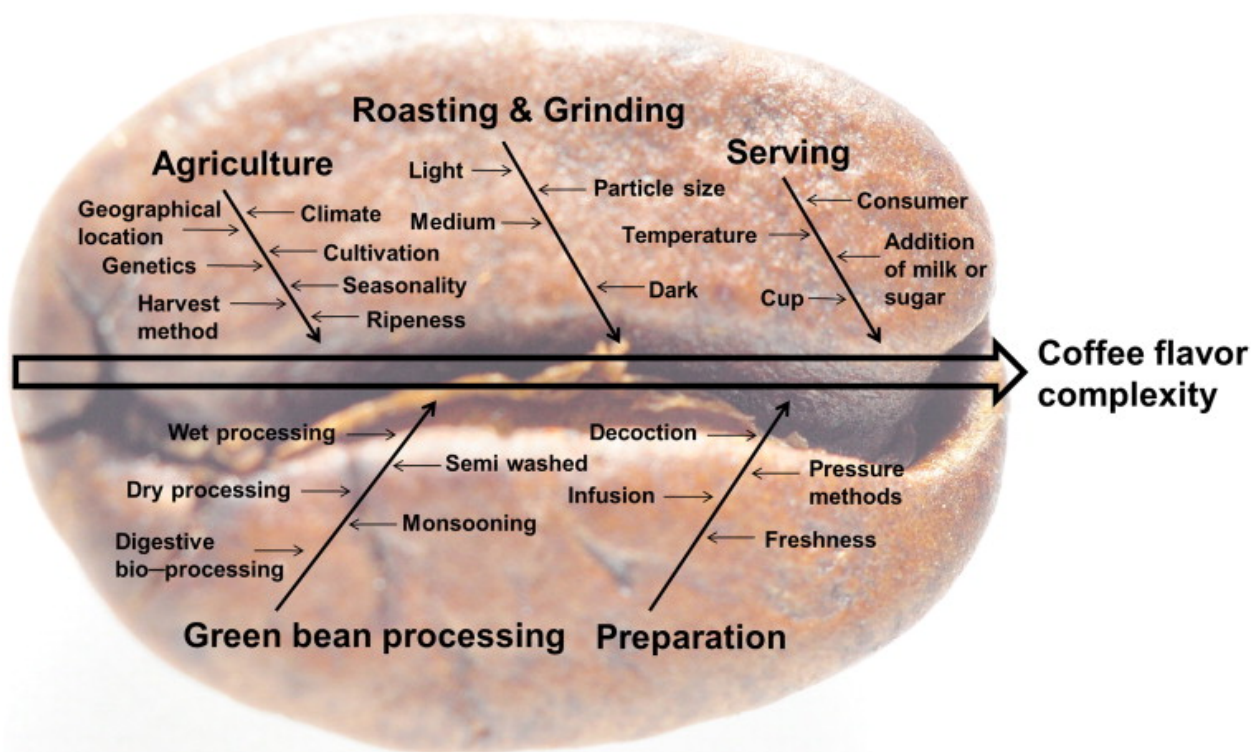 Roasting & Grinding
Agriculture
Serving
Light
Particle size
Medium
Dark
Geographical
location
Climate
Cultivation
Genetics
Seasonality
Harvest
method
Ripeness
Consumer
Temperature
Addition
of milk or
sugar
Cup
Coffee flavor
complexity
Wet processing
Semi washed
Dry processing
Monsooning
Digestive
bio–processing
Green bean processing
Decoction
Pressure
methods
Infusion
Freshness
Preparation